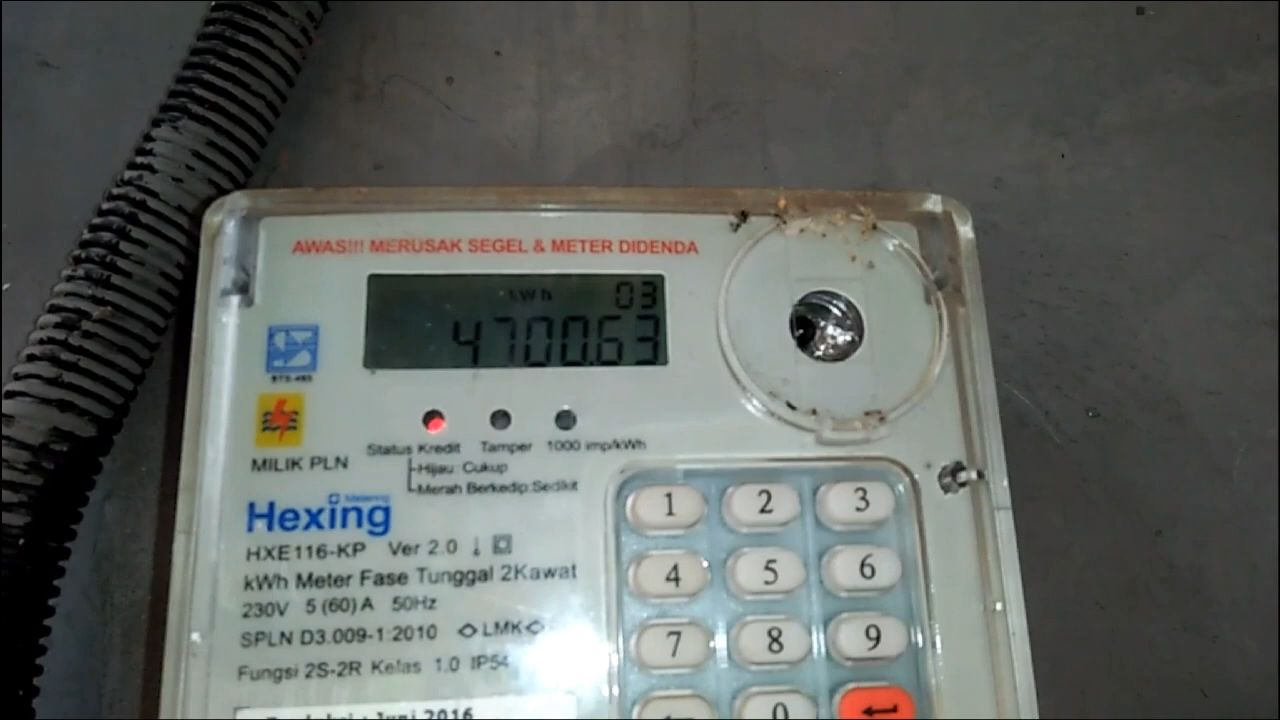 AWAS!!! MERUSAK SEGEL & METER DIDENDA
kWh 03
4700.63
STS-463
Status Kredit Tamper 1000 imp/kWh
Hijau: Cukup
Merah Berkedip:Sedikit
MILIK PLN
Metering
Hexing
HXE116-KP Ver 2.0
kWh Meter Fase Tunggal 2Kawat
230V 5 (60) A 50Hz
SPLN D3.009-1:2010 LMK
Fungsi 2S-2R Kelas 1.0 IP54
Juni 2016
1 2 3
4 5 6
7 8 9
0